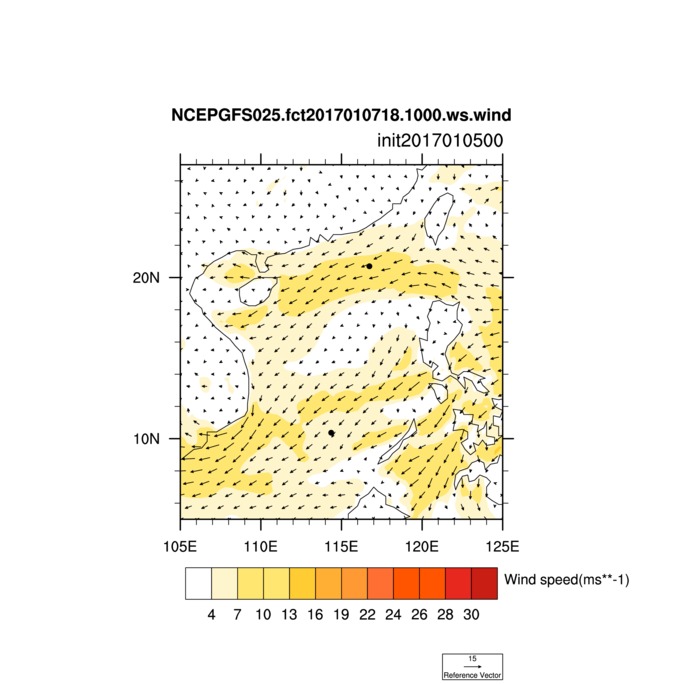 NCEPGFS025.fct2017010718.1000.ws.wind
init2017010500
20N
10N
105E 110E 115E 120E 125E
Wind speed(ms**-1)
4 7 10 13 16 19 22 24 26 28 30
15
Reference Vector